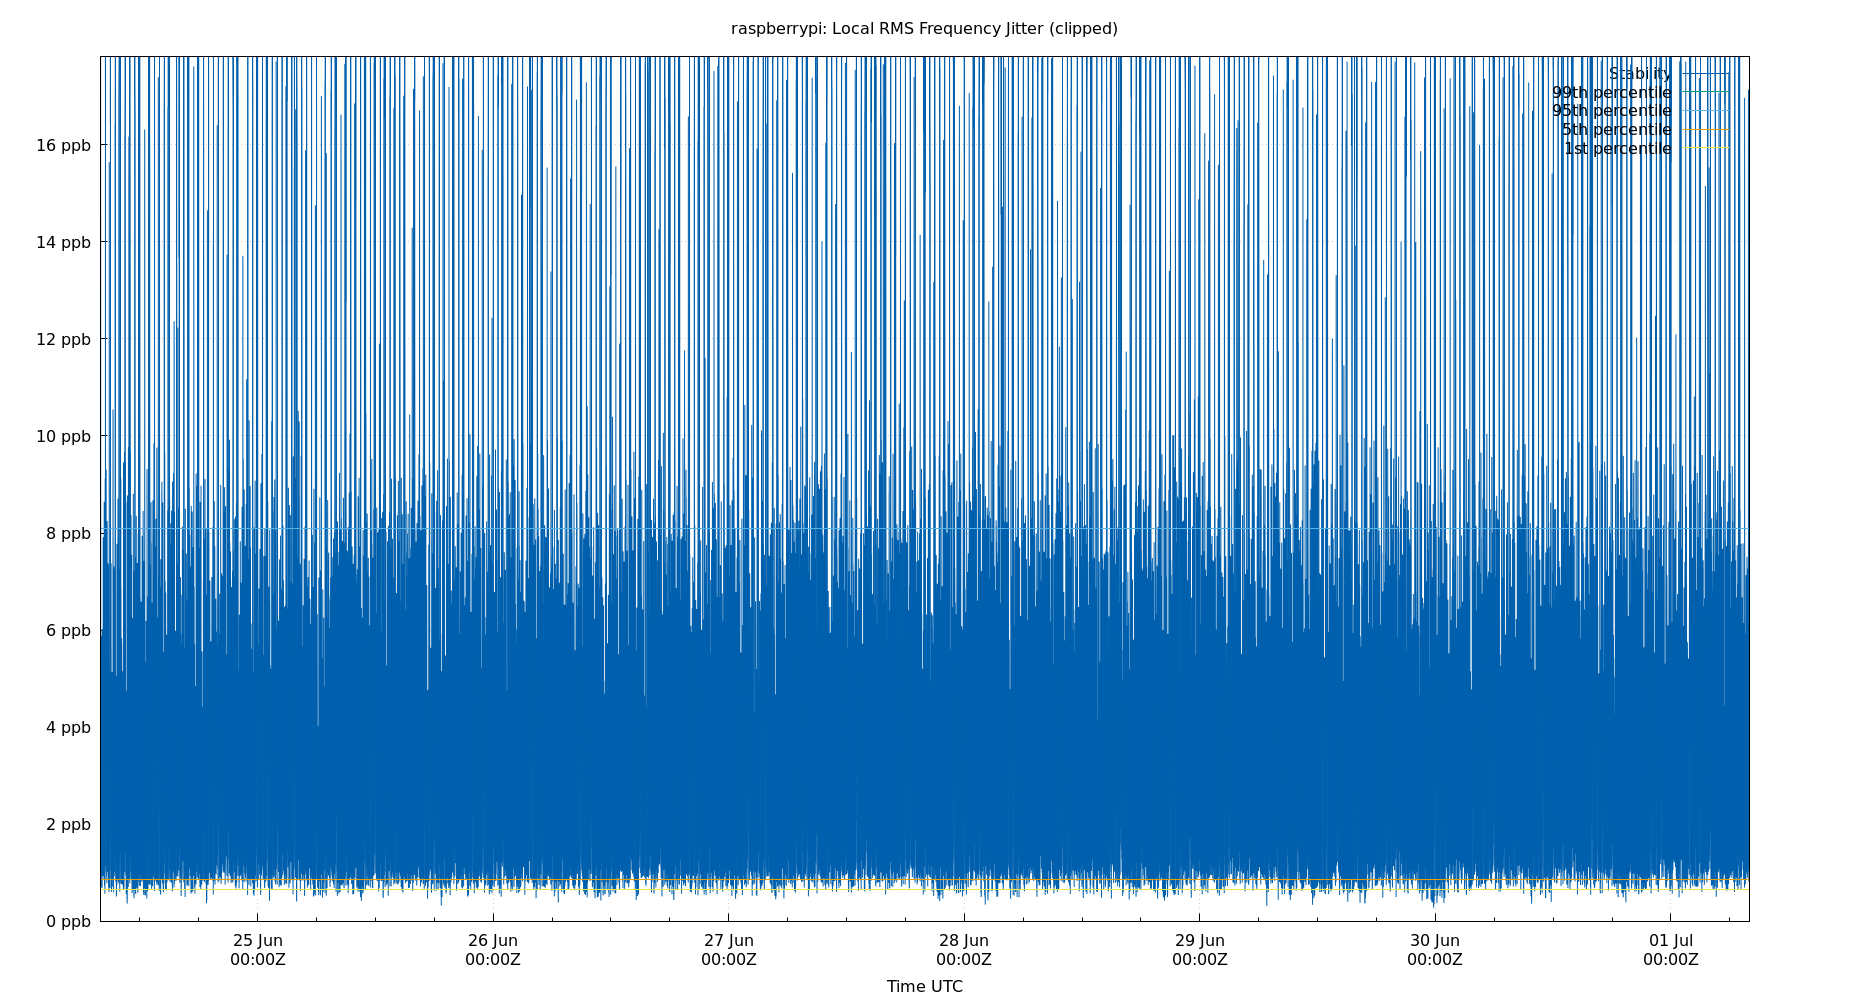 raspberrypi: Local RMS Frequency Jitter (clipped)
Stability
99th percentile
95th percentile
5th percentile
1st percentile
16 ppb
14 ppb
12 ppb
10 ppb
8 ppb
6 ppb
4 ppb
2 ppb
0 ppb
25 Jun 26 Jun 27 Jun 28 Jun 29 Jun 30 Jun 01 Jul
00:00Z 00:00Z 00:00Z 00:00Z 00:00Z 00:00Z 00:00Z
Time UTC